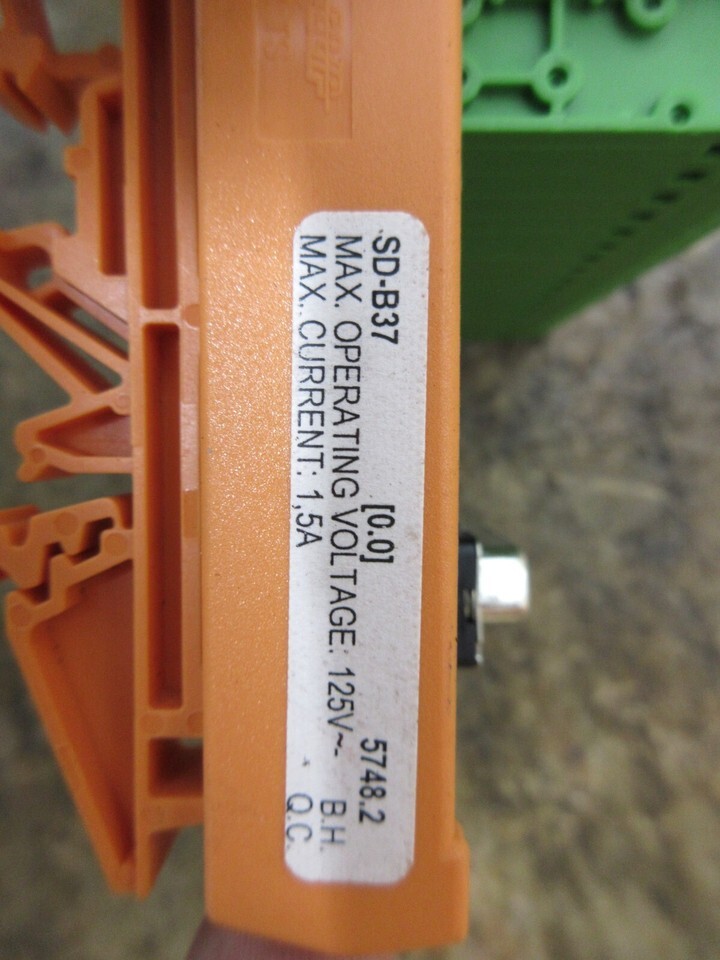 SD-B37 [0.0] 5748.2
MAX. OPERATING VOLTAGE: 125V~- B.H.
MAX. CURRENT: 1,5A Q.C.